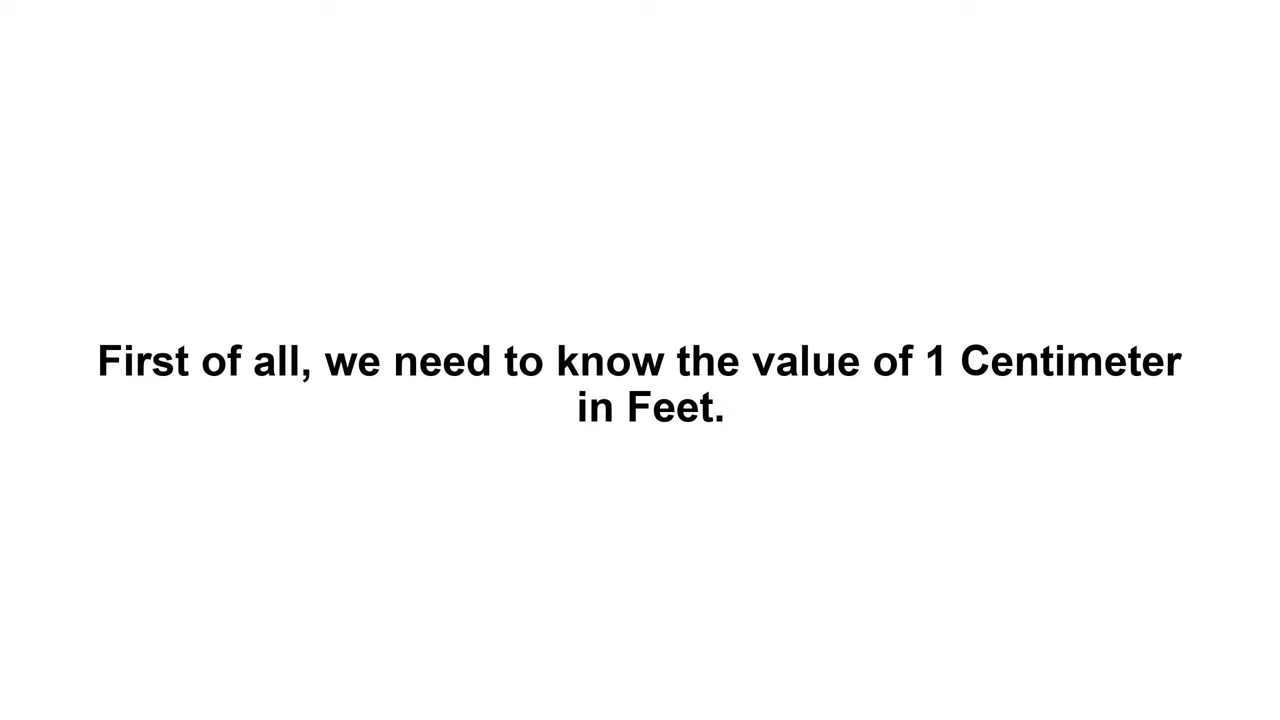 First of all, we need to know the value of 1 Centimeter
in Feet.